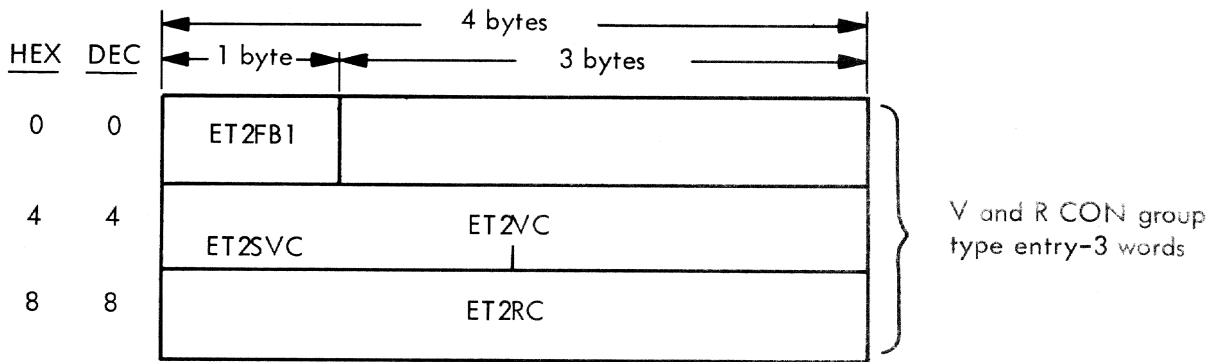 4 bytes
HEX DEC 1 byte 3 bytes
0 0 ET2FB1
4 4 ET2SVC ET2VC
V and R CON group
type entry-3 words
8 8 ET2RC